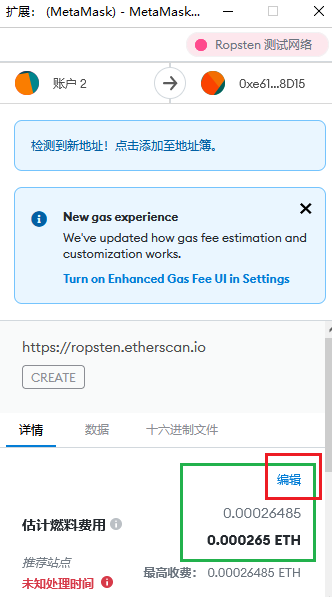 扩展： (MetaMask) - MetaMask...
Ropsten 测试网络
账户 2
0xe61...8D15
检测到新地址！点击添加至地址簿。
New gas experience
We've updated how gas fee estimation and
customization works.
Turn on Enhanced Gas Fee UI in Settings
https://ropsten.etherscan.io
CREATE
详情 数据 十六进制文件
编辑
0.00026485
估计燃料费用 0.000265 ETH
推荐站点
未知处理时间 最高收费： 0.00026485 ETH